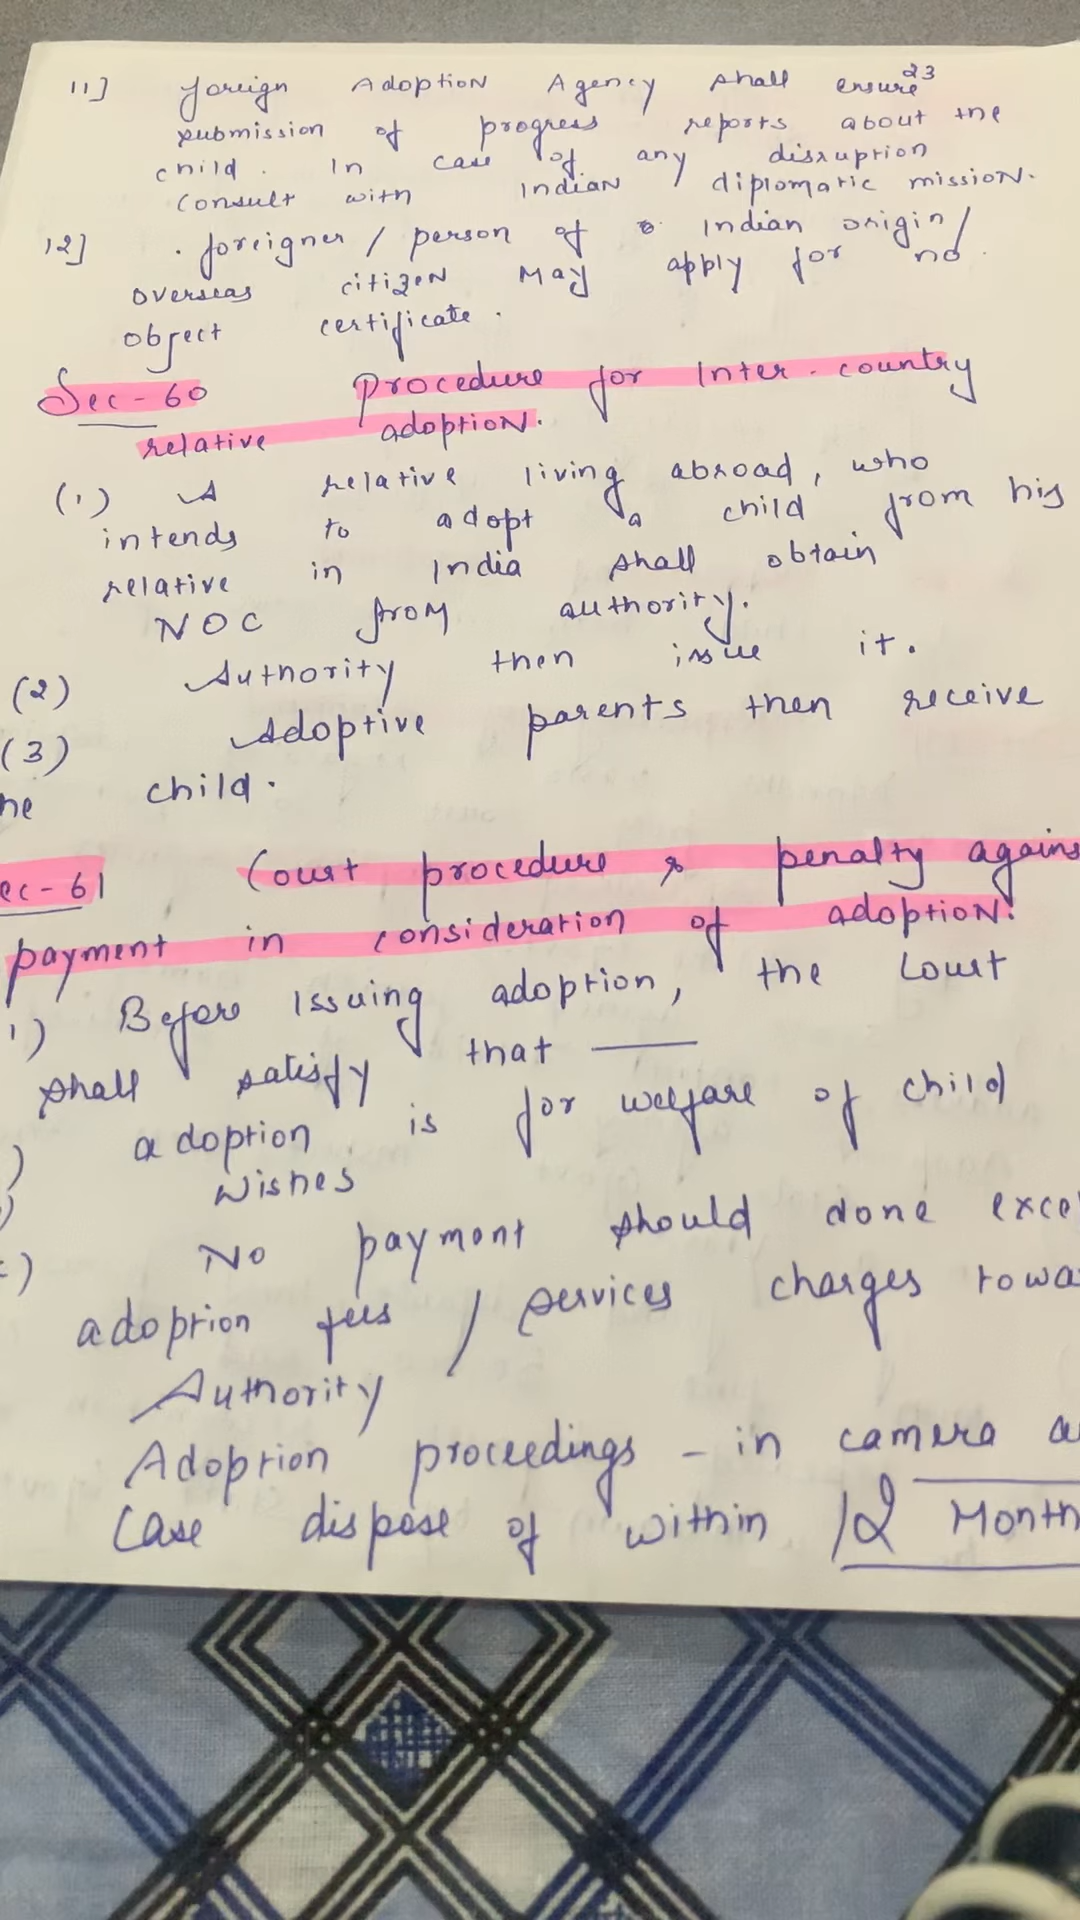 23
11] foreign Adoption Agency shall ensure
submission of progress reports about the
child. In case of any disruption
consult with Indian diplomatic mission.
12] . foreigner / person of Indian origin /
overseas citizen may apply for no
object certificate.
Sec-60 Procedure for Inter-country
relative adoption.
(1) A relative living abroad, who
intends to adopt a child from his
relative in India shall obtain
NOC from authority.
(2) Authority then issue it.
(3) Adoptive parents then receive
he child.
ec-61 Court procedure & penalty agains
payment in consideration of adoption.
1) Before issuing adoption, the Court
shall satisfy that —
) adoption is for welfare of child
) wishes
c) No payment should done exce
adoption fees / services charges towa
Authority
Adoption proceedings - in camera a
Case dispose of within 12 Month